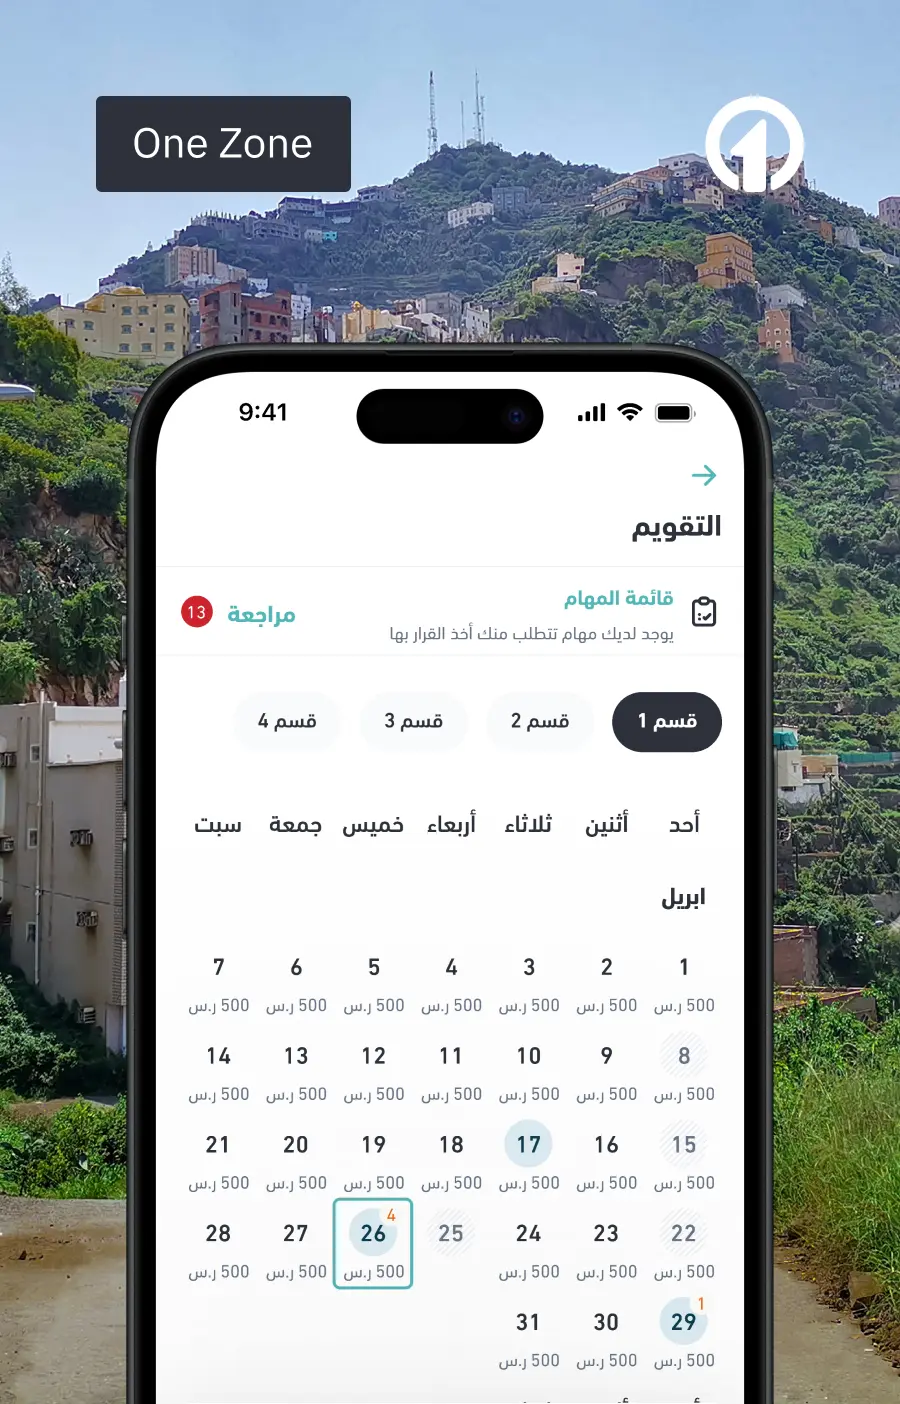 One Zone
9:41
التقويم
قائمة المهام
يوجد لديك مهام تتطلب منك أخذ القرار بها
مراجعة 13
قسم 1 قسم 2 قسم 3 قسم 4
أحد أثنين ثلاثاء أربعاء خميس جمعة سبت
ابريل
1 2 3 4 5 6 7
500 ر.س 500 ر.س 500 ر.س 500 ر.س 500 ر.س 500 ر.س 500 ر.س
8 9 10 11 12 13 14
500 ر.س 500 ر.س 500 ر.س 500 ر.س 500 ر.س 500 ر.س 500 ر.س
15 16 17 18 19 20 21
500 ر.س 500 ر.س 500 ر.س 500 ر.س 500 ر.س 500 ر.س 500 ر.س
22 23 24 25 26 4 27 28
500 ر.س 500 ر.س 500 ر.س 500 ر.س 500 ر.س 500 ر.س
29 1 30 31
500 ر.س 500 ر.س 500 ر.س